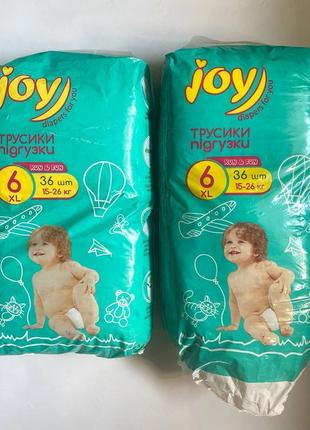 joy
diapers for you
ТРУСИКИ
підгузки
RUN & FUN
6
XL
36 шт
15-26 кг
joy
diapers for you
ТРУСИКИ
підгузки
RUN & FUN
6
XL
36 шт
15-26 кг